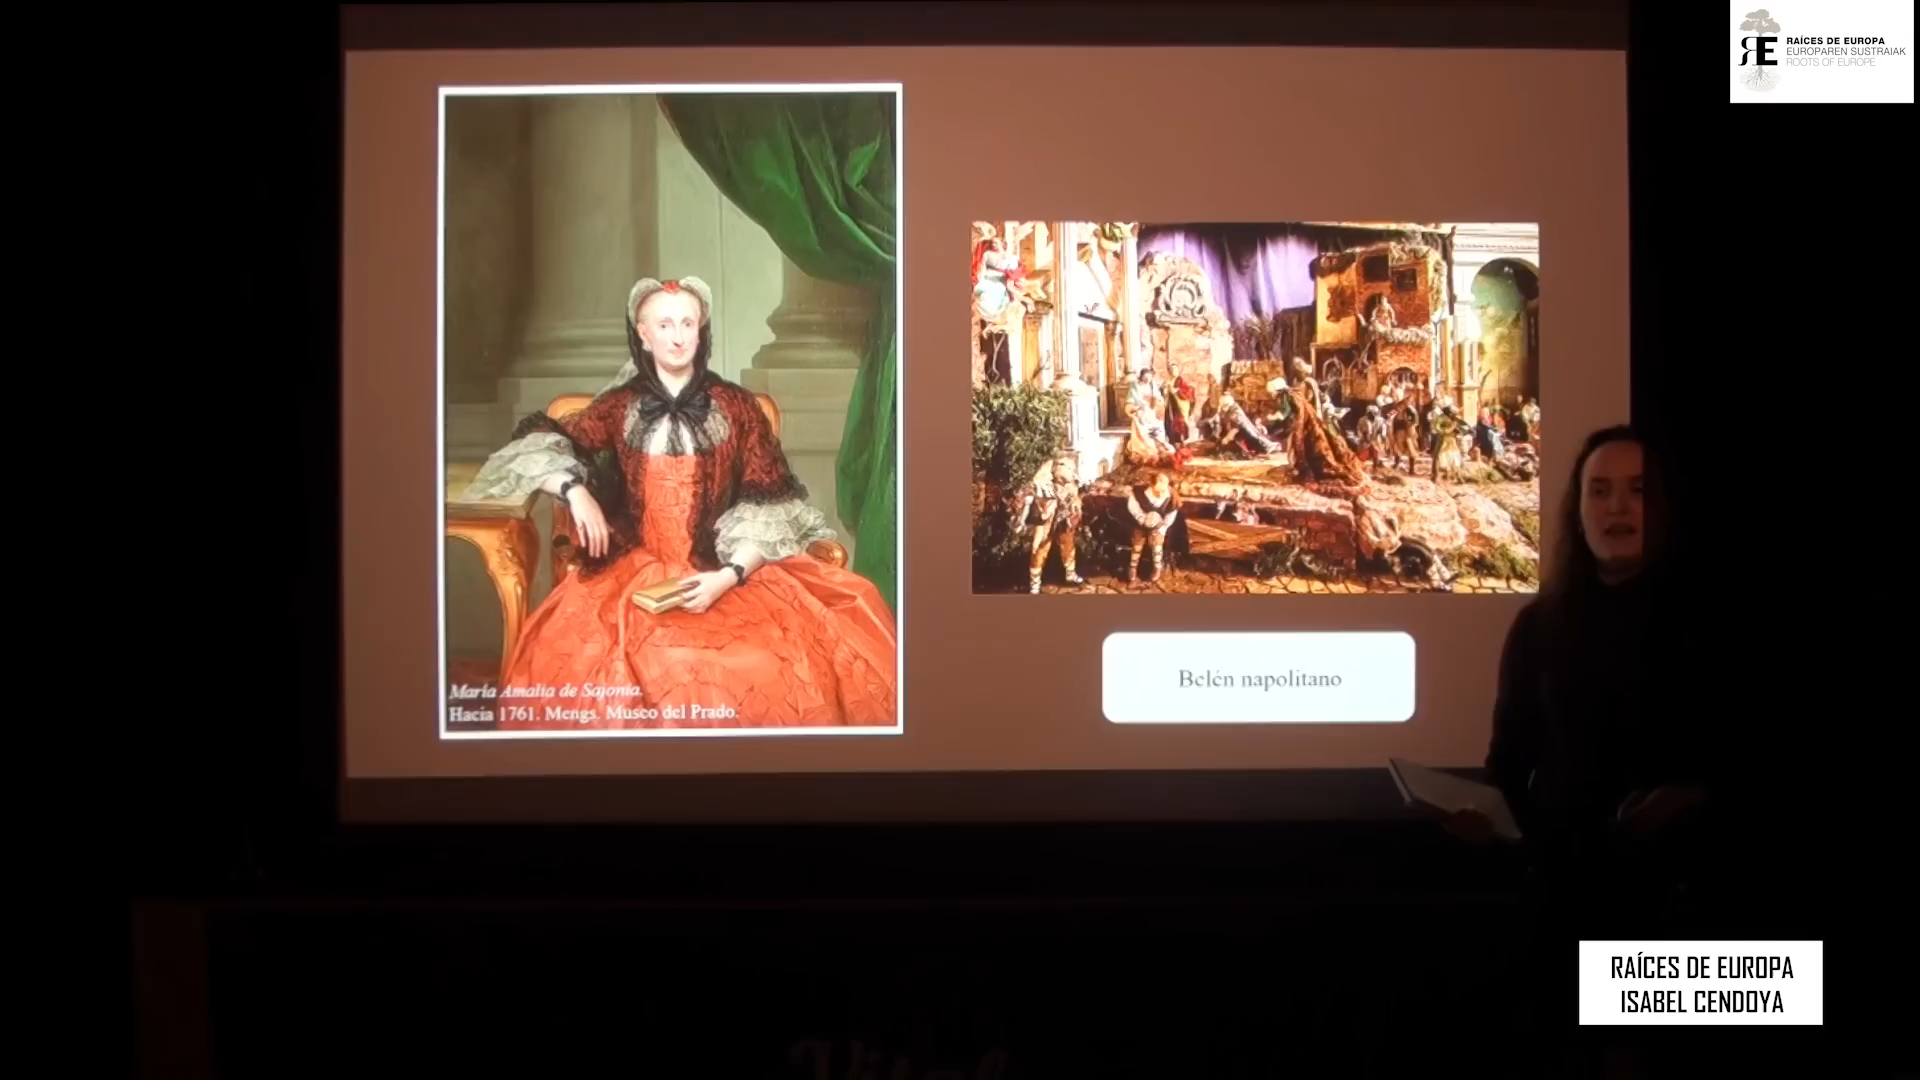 RAÍCES DE EUROPA
EUROPAREN SUSTRAIAK
ROOTS OF EUROPE
María Amalia de Sajonia.
Hacia 1761. Mengs. Museo del Prado.
Belén napolitano
RAÍCES DE EUROPA
ISABEL CENDOYA